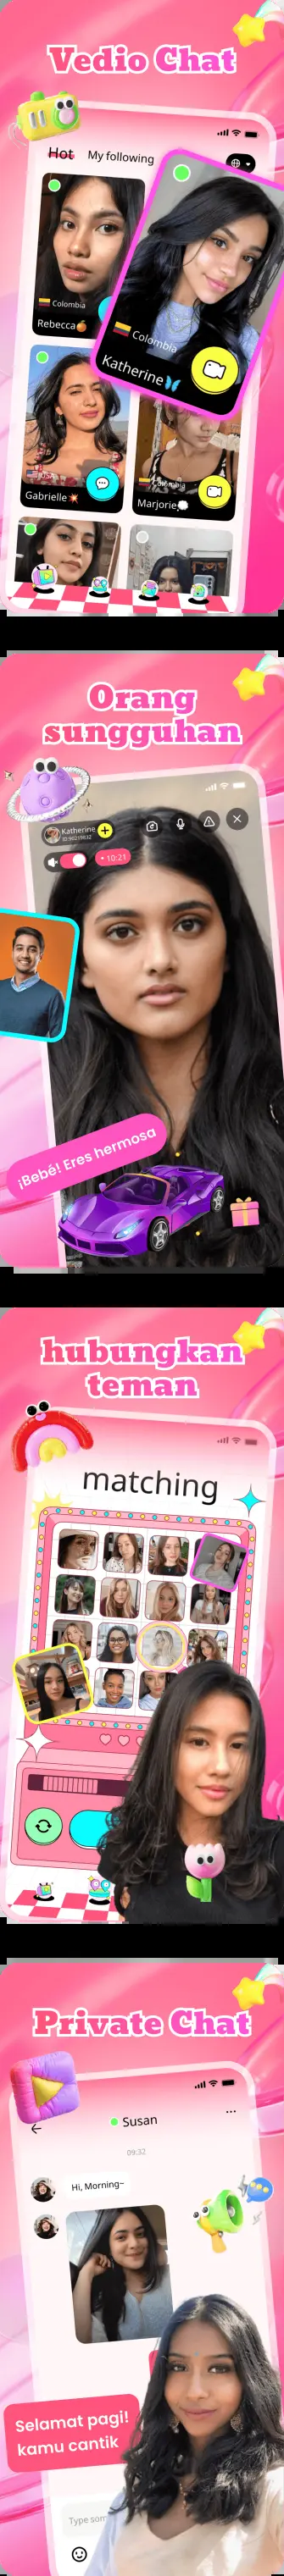 Vedio Chat
Hot My following
Colombia
Rebecca🍊
Colombia
Katherine🦋
Gabrielle💥
Colombia
Marjorie💭
Orang
sungguhan
Katherine
• 10:21
¡Bebé! Eres hermosa
hubungkan
teman
matching
Private Chat
Susan
09:32
Hi, Morning~
Selamat pagi!
kamu cantik
Type som